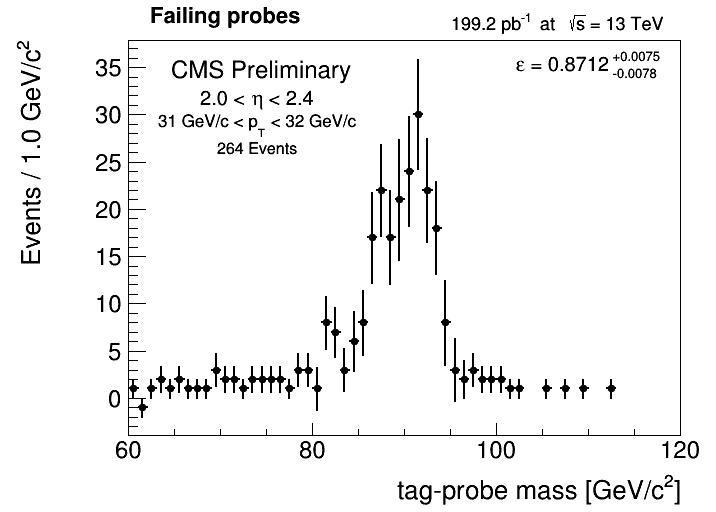 Failing probes
199.2 pb⁻¹ at √s = 13 TeV
CMS Preliminary
2.0 < η < 2.4
31 GeV/c < p_T < 32 GeV/c
264 Events
ε = 0.8712 +0.0075 -0.0078
Events / 1.0 GeV/c²
35
30
25
20
15
10
5
0
60 80 100 120
tag-probe mass [GeV/c²]